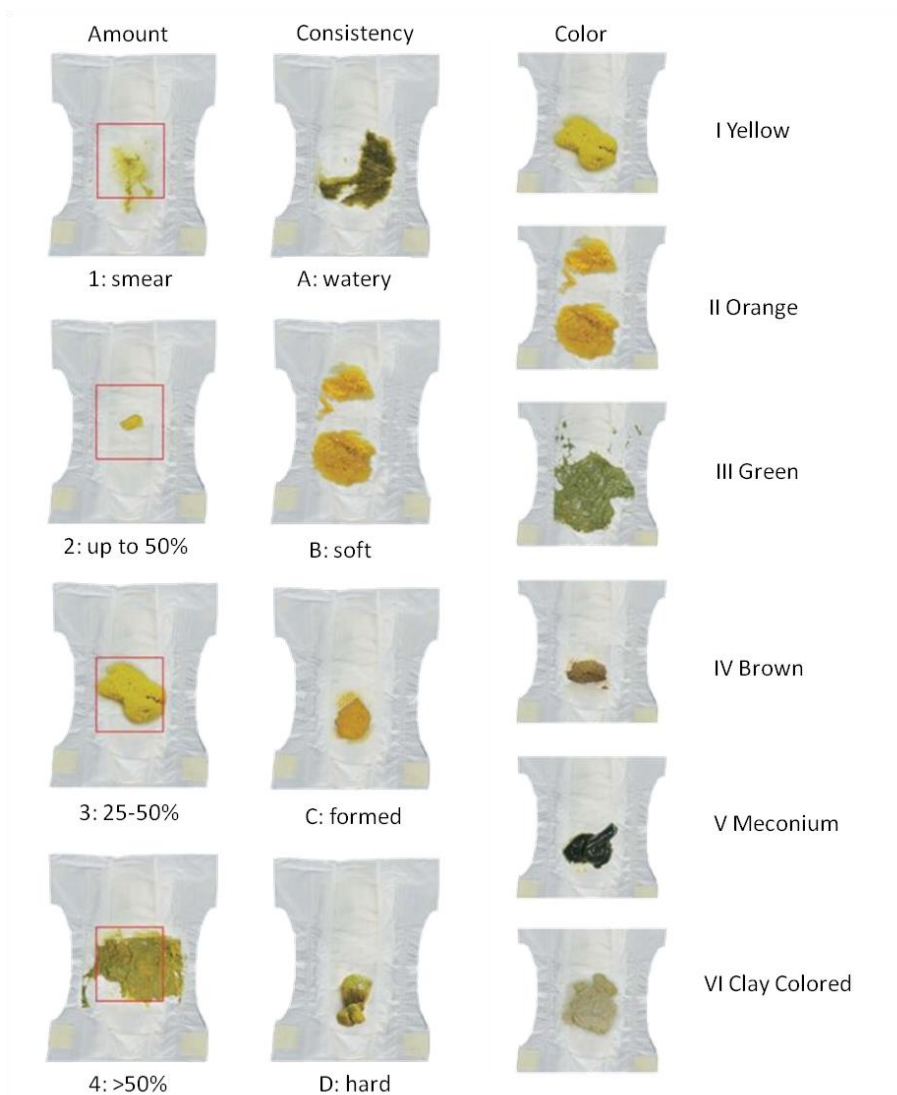 Amount
Consistency
Color
I Yellow
1: smear
A: watery
II Orange
III Green
2: up to 50%
B: soft
IV Brown
3: 25-50%
C: formed
V Meconium
VI Clay Colored
4: >50%
D: hard